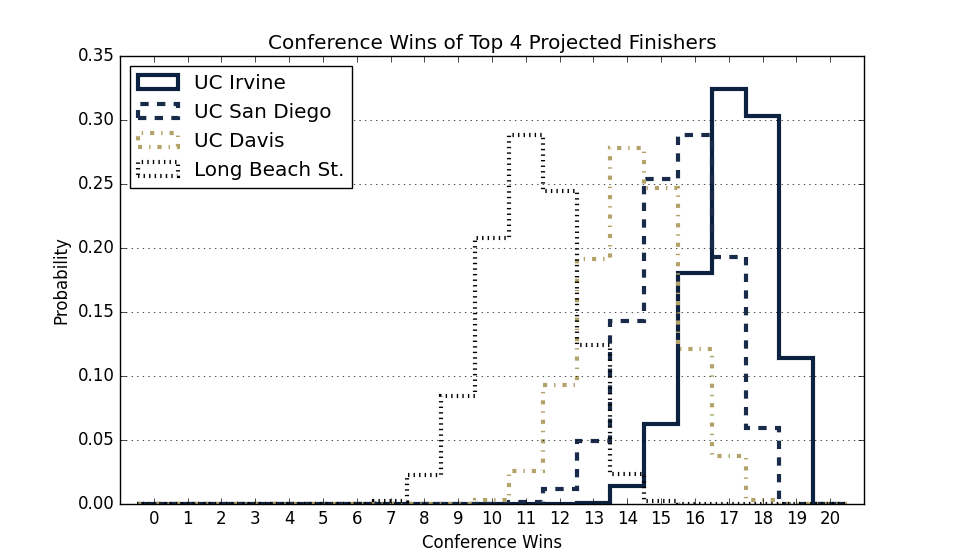 Conference Wins of Top 4 Projected Finishers
0.35
0.30
0.25
0.20
0.15
0.10
0.05
0.00
Probability
UC Irvine
UC San Diego
UC Davis
Long Beach St.
0 1 2 3 4 5 6 7 8 9 10 11 12 13 14 15 16 17 18 19 20
Conference Wins